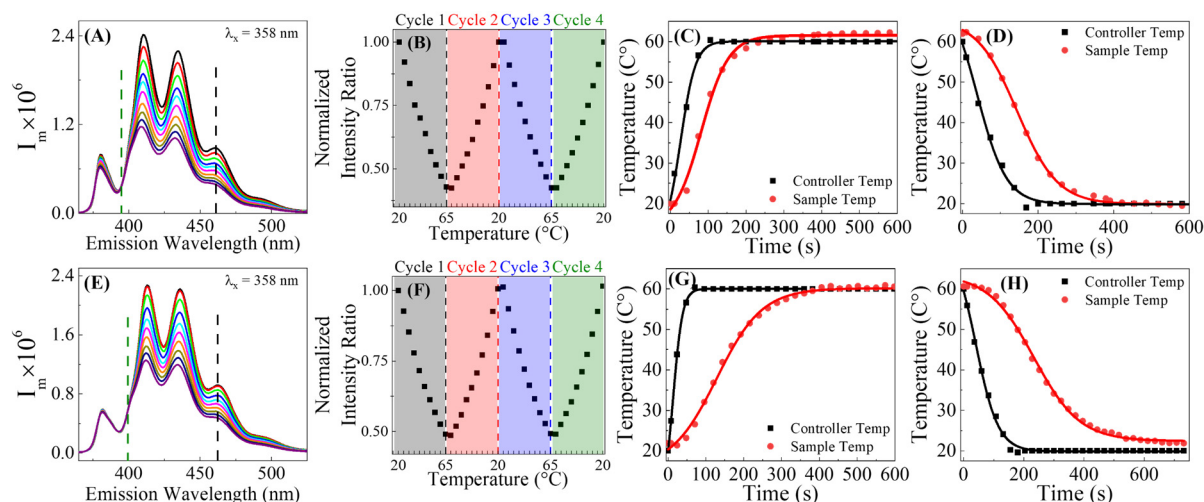 (A)
λx = 358 nm
Im×10⁶
2.4
1.2
0.0
400
450
500
Emission Wavelength (nm)
Cycle 1
Cycle 2
Cycle 3
Cycle 4
(B)
Normalized
Intensity Ratio
1.00
0.75
0.50
20
65
20
65
20
Temperature (°C)
(C)
Temperature (C°)
60
50
40
30
20
Controller Temp
Sample Temp
0
100
200
300
400
500
600
Time (s)
(D)
Temperature (C°)
60
50
40
30
20
Controller Temp
Sample Temp
0
100
200
300
400
500
600
Time (s)
(E)
λx = 358 nm
Im×10⁶
2.4
1.6
0.8
0.0
400
450
500
Emission Wavelength (nm)
Cycle 1
Cycle 2
Cycle 3
Cycle 4
(F)
Normalized
Intensity Ratio
1.00
0.75
0.50
20
65
20
65
20
Temperature (°C)
(G)
Temperature (C°)
60
50
40
30
20
Controller Temp
Sample Temp
0
100
200
300
400
500
600
Time (s)
(H)
Temperature (C°)
60
50
40
30
20
Controller Temp
Sample Temp
0
200
400
600
Time (s)